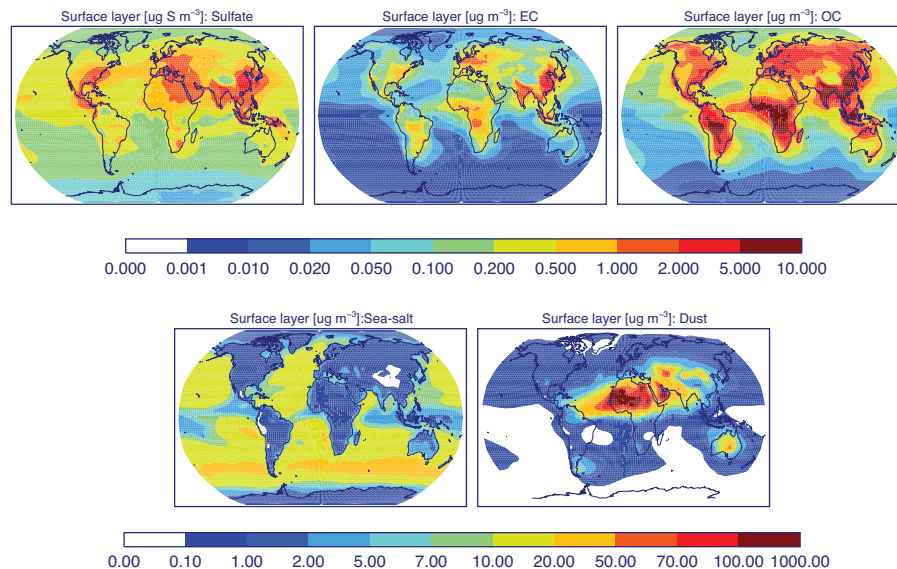 Surface layer [ug S m⁻³]: Sulfate
Surface layer [ug m⁻³]: EC
Surface layer [ug m⁻³]: OC
0.000 0.001 0.010 0.020 0.050 0.100 0.200 0.500 1.000 2.000 5.000 10.000
Surface layer [ug m⁻³]:Sea-salt
Surface layer [ug m⁻³]: Dust
0.00 0.10 1.00 2.00 5.00 7.00 10.00 20.00 50.00 70.00 100.00 1000.00